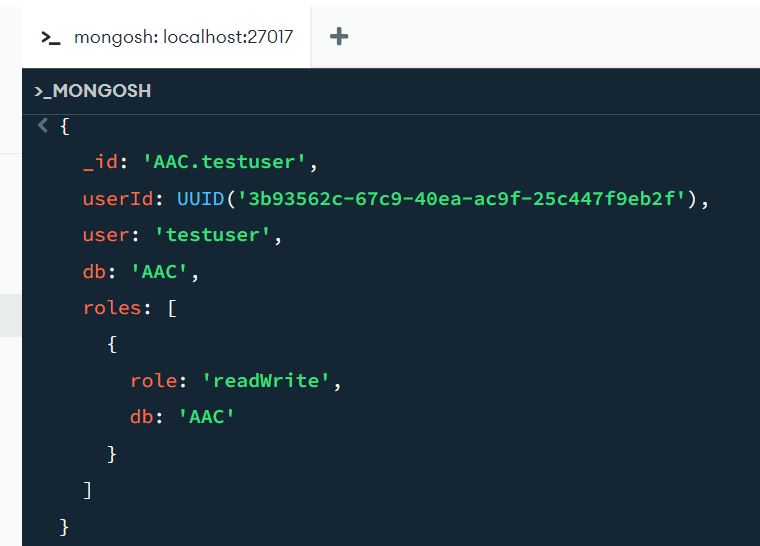 >_ mongosh: localhost:27017 +
>_MONGOSH
< {
_id: 'AAC.testuser',
userId: UUID('3b93562c-67c9-40ea-ac9f-25c447f9eb2f'),
user: 'testuser',
db: 'AAC',
roles: [
{
role: 'readWrite',
db: 'AAC'
}
]
}